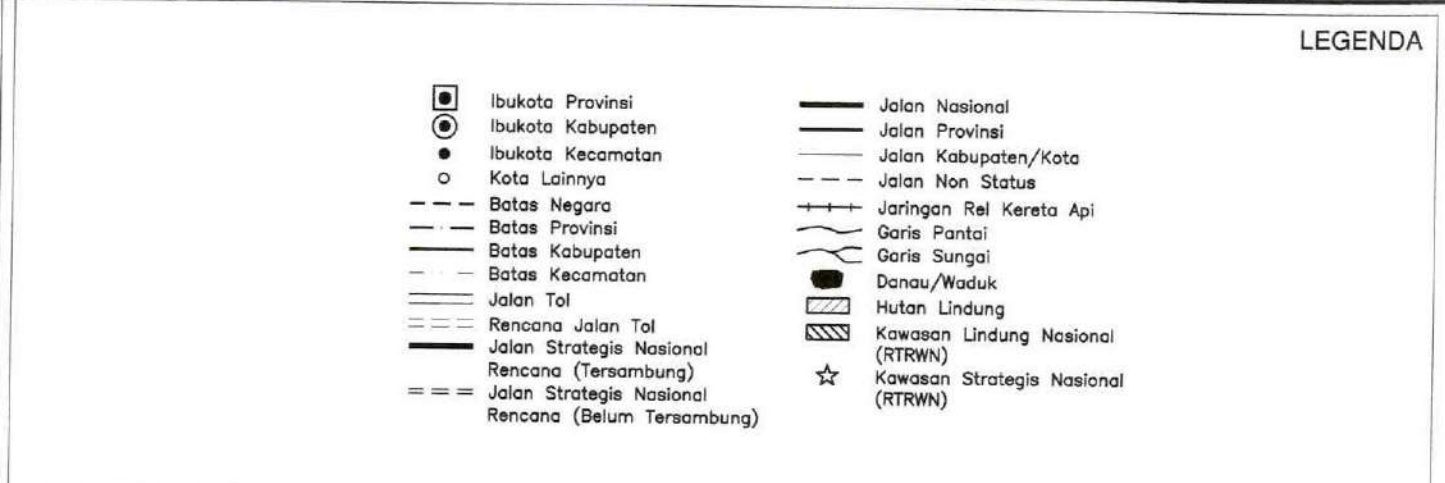 LEGENDA
Ibukota Provinsi
Ibukota Kabupaten
Ibukota Kecamatan
Kota Lainnya
Batas Negara
Batas Provinsi
Batas Kabupaten
Batas Kecamatan
Jalan Tol
Rencana Jalan Tol
Jalan Strategis Nasional
Rencana (Tersambung)
Jalan Strategis Nasional
Rencana (Belum Tersambung)
Jalan Nasional
Jalan Provinsi
Jalan Kabupaten/Kota
Jalan Non Status
Jaringan Rel Kereta Api
Garis Pantai
Garis Sungai
Danau/Waduk
Hutan Lindung
Kawasan Lindung Nasional
(RTRWN)
Kawasan Strategis Nasional
(RTRWN)